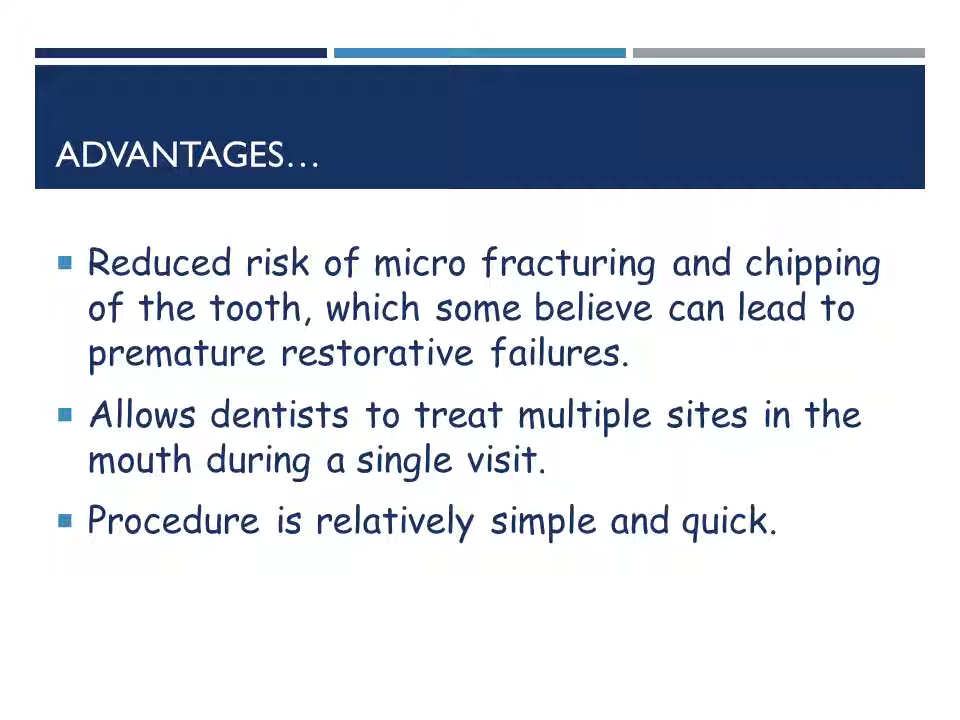 ADVANTAGES…
Reduced risk of micro fracturing and chipping
of the tooth, which some believe can lead to
premature restorative failures.
Allows dentists to treat multiple sites in the
mouth during a single visit.
Procedure is relatively simple and quick.